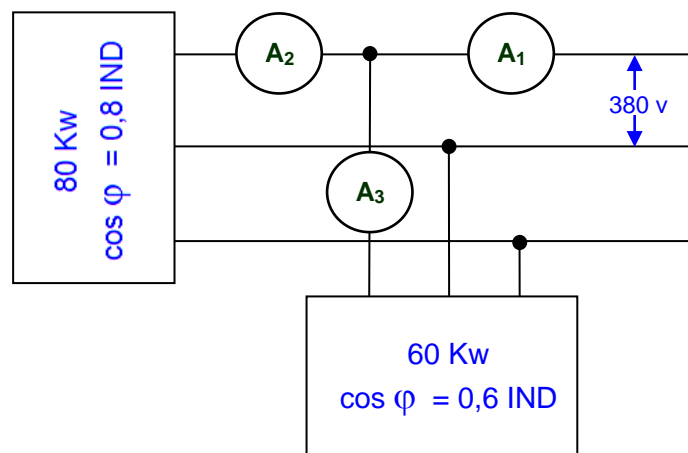 A2
A1
380 v
80 Kw
cos φ = 0,8 IND
A3
60 Kw
cos φ = 0,6 IND